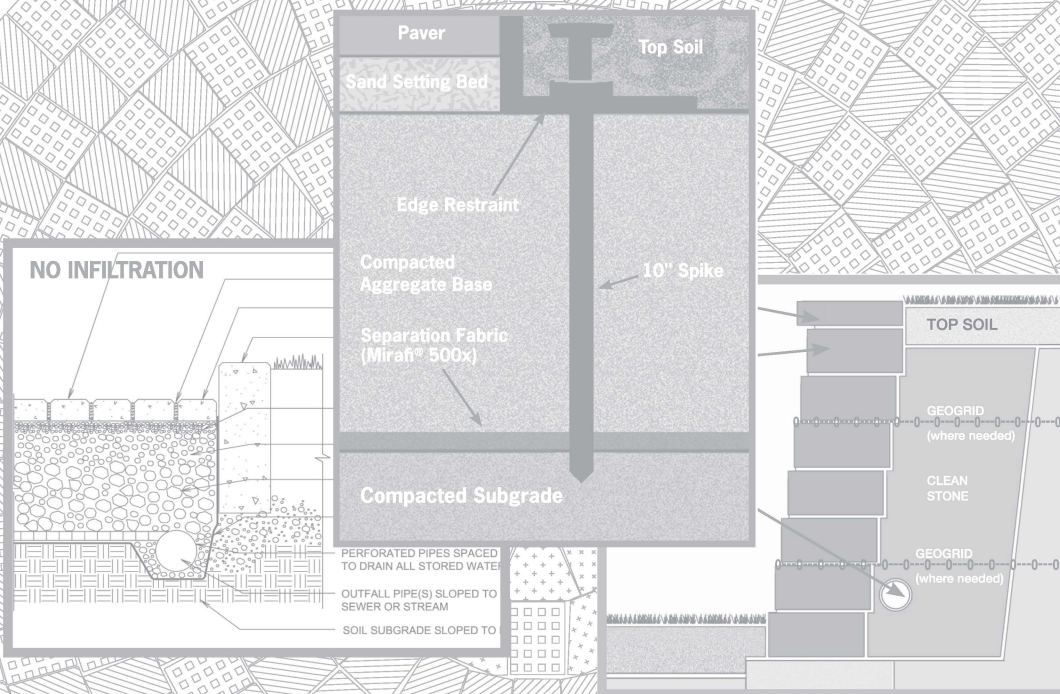 Paver
Sand Setting Bed
Top Soil
Edge Restraint
Compacted
Aggregate Base
10" Spike
Separation Fabric
(Mirafi® 500x)
Compacted Subgrade
NO INFILTRATION
PERFORATED PIPES SPACED
TO DRAIN ALL STORED WATER
OUTFALL PIPE(S) SLOPED TO
SEWER OR STREAM
SOIL SUBGRADE SLOPED TO
TOP SOIL
GEOGRID
(where needed)
CLEAN
STONE
GEOGRID
(where needed)